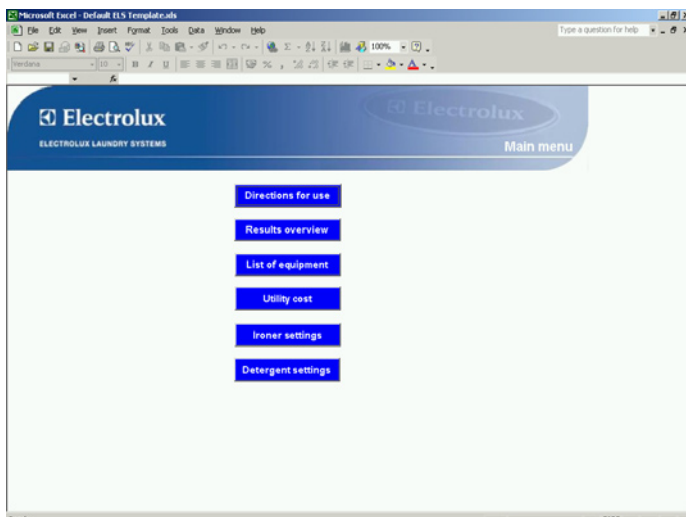 Microsoft Excel - Default ELS Template.xls
File Edit View Insert Format Tools Data Window Help
Type a question for help
100%
Verdana 10 B I U
Electrolux
ELECTROLUX LAUNDRY SYSTEMS
Electrolux
Main menu
Directions for use
Results overview
List of equipment
Utility cost
Ironer settings
Detergent settings